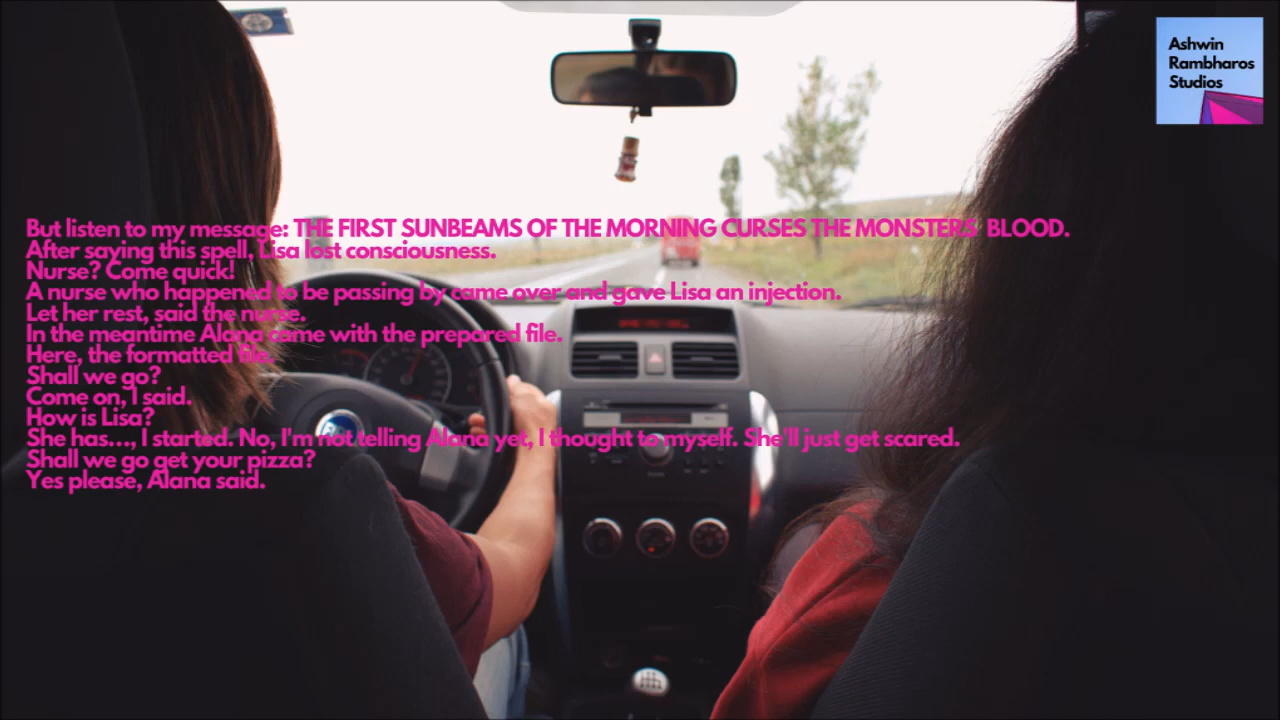 Ashwin
Rambharos
Studios
But listen to my message: THE FIRST SUNBEAMS OF THE MORNING CURSES THE MONSTERS BLOOD.
After saying this spell, Lisa lost consciousness.
Nurse? Come quick!
A nurse who happened to be passing by came over and gave Lisa an injection.
Let her rest, said the nurse.
In the meantime Alana came with the prepared file.
Here, the formatted file.
Shall we go?
Come on, I said.
How is Lisa?
She has..., I started. No, I'm not telling Alana yet, I thought to myself. She'll just get scared.
Shall we go get your pizza?
Yes please, Alana said.